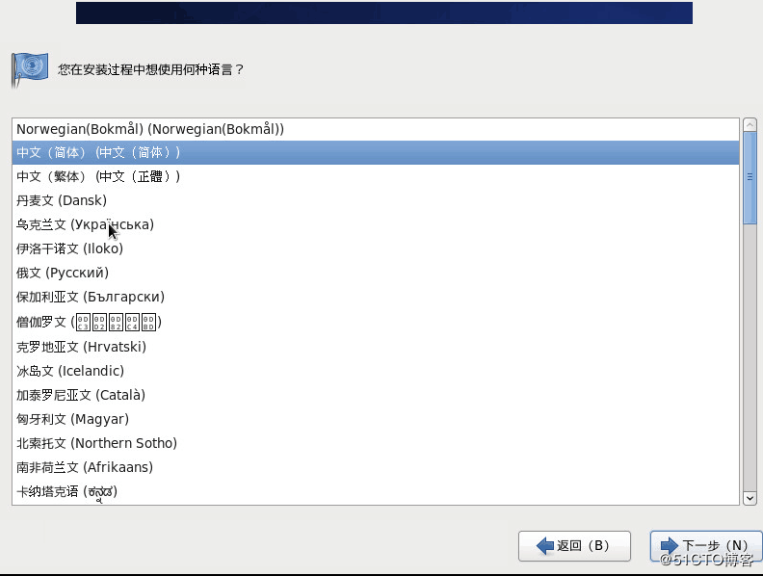 您在安装过程中想使用何种语言？
Norwegian(Bokmål) (Norwegian(Bokmål))
中文（简体） (中文（简体）)
中文（繁体） (中文（正體）)
丹麦文 (Dansk)
乌克兰文 (Українська)
伊洛干诺文 (Iloko)
俄文 (Русский)
保加利亚文 (Български)
僧伽罗文 (
克罗地亚文 (Hrvatski)
冰岛文 (Icelandic)
加泰罗尼亚文 (Català)
匈牙利文 (Magyar)
北索托文 (Northern Sotho)
南非荷兰文 (Afrikaans)
卡纳塔克语 (ಕನ್ನಡ)
返回（B）
下一步（N）
@51CTO博客